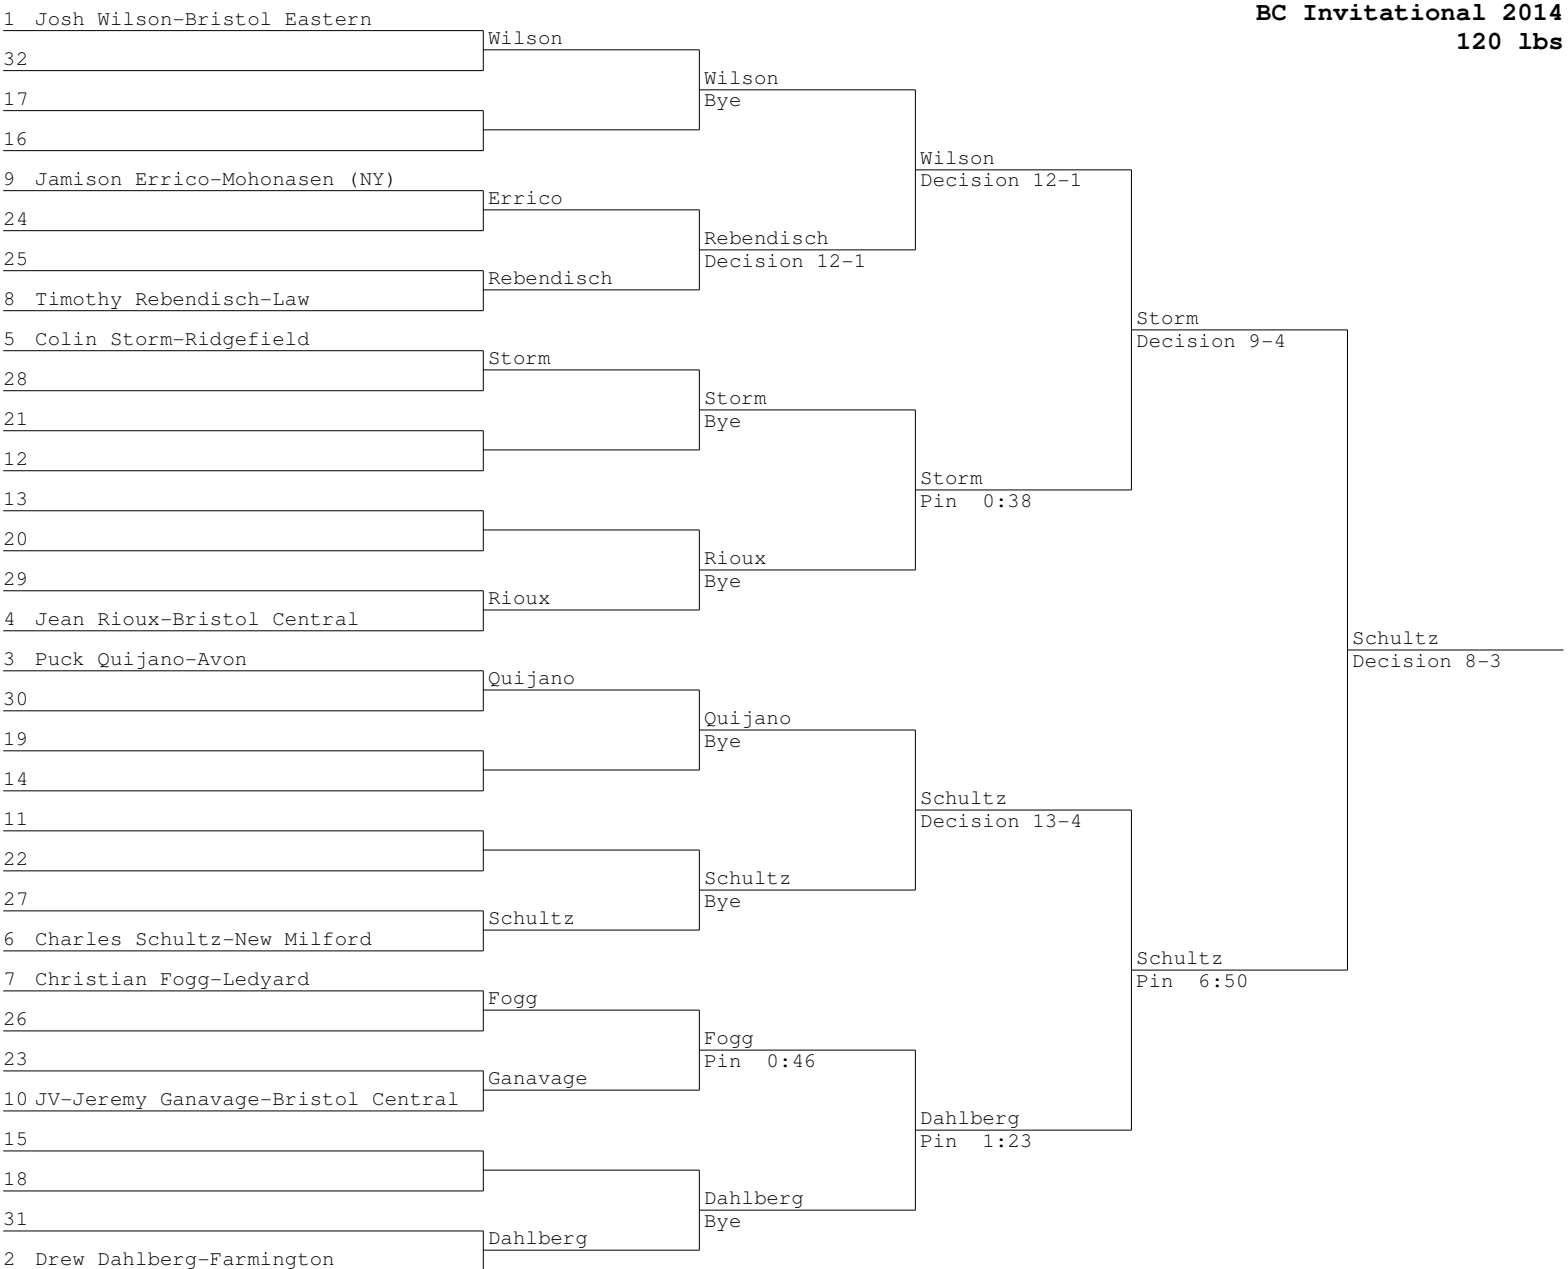 BC Invitational 2014
120 lbs
1 Josh Wilson-Bristol Eastern
32
17
16
9 Jamison Errico-Mohonasen (NY)
24
25
8 Timothy Rebendisch-Law
5 Colin Storm-Ridgefield
28
21
12
13
20
29
4 Jean Rioux-Bristol Central
3 Puck Quijano-Avon
30
19
14
11
22
27
6 Charles Schultz-New Milford
7 Christian Fogg-Ledyard
26
23
10 JV-Jeremy Ganavage-Bristol Central
15
18
31
2 Drew Dahlberg-Farmington
Wilson
Errico
Rebendisch
Storm
Rioux
Quijano
Schultz
Fogg
Ganavage
Dahlberg
Wilson
Bye
Rebendisch
Decision 12-1
Storm
Bye
Rioux
Bye
Quijano
Bye
Schultz
Bye
Fogg
Pin 0:46
Dahlberg
Bye
Wilson
Decision 12-1
Storm
Pin 0:38
Schultz
Decision 13-4
Dahlberg
Pin 1:23
Storm
Decision 9-4
Schultz
Pin 6:50
Schultz
Decision 8-3